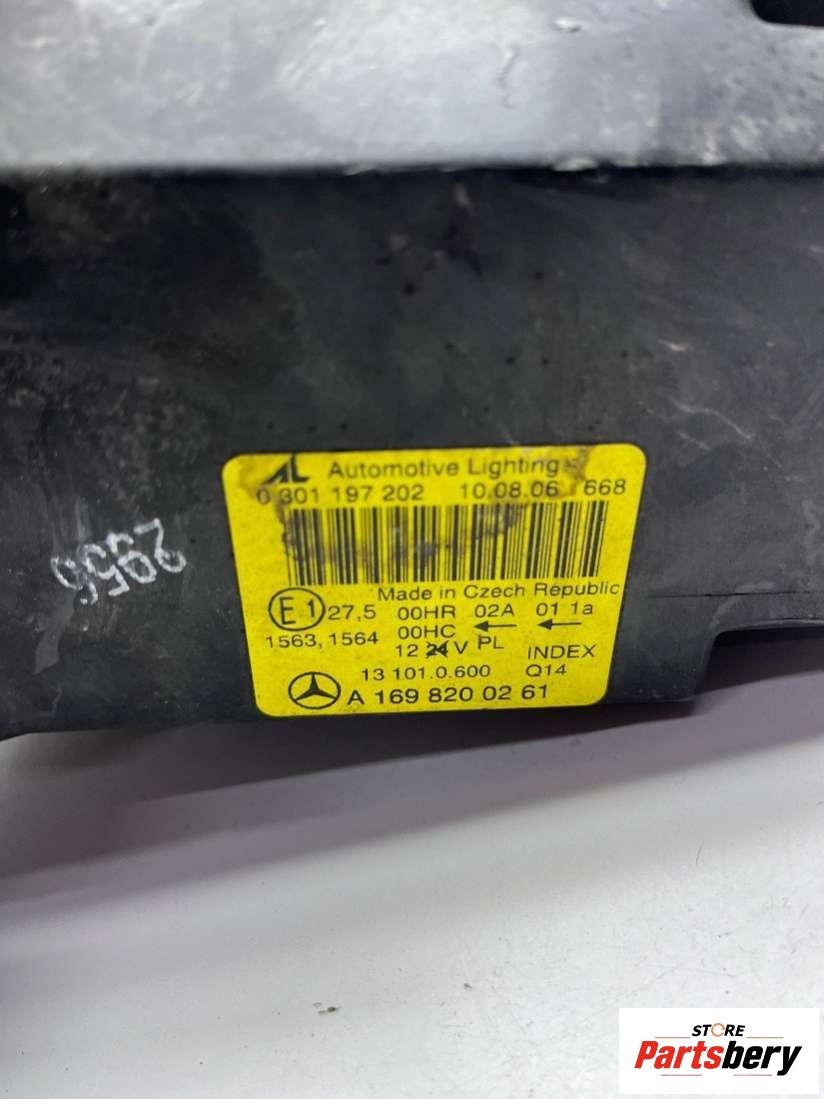 AL Automotive Lighting
0 301 197 202 10.08.06 668
Made in Czech Republic
E1 27,5 00HR 02A 01 1a
1563,1564 00HC ← ←
12 24 V PL INDEX
13 101.0.600 Q14
A 169 820 02 61
2956
STORE
Partsbery